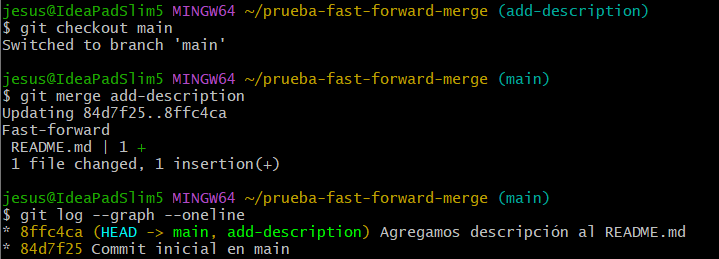 jesus@IdeaPadSlim5 MINGW64 ~/prueba-fast-forward-merge (add-description)
$ git checkout main
Switched to branch 'main'
jesus@IdeaPadSlim5 MINGW64 ~/prueba-fast-forward-merge (main)
$ git merge add-description
Updating 84d7f25..8ffc4ca
Fast-forward
 README.md | 1 +
 1 file changed, 1 insertion(+)
jesus@IdeaPadSlim5 MINGW64 ~/prueba-fast-forward-merge (main)
$ git log --graph --oneline
* 8ffc4ca (HEAD -> main, add-description) Agregamos descripción al README.md
* 84d7f25 Commit inicial en main